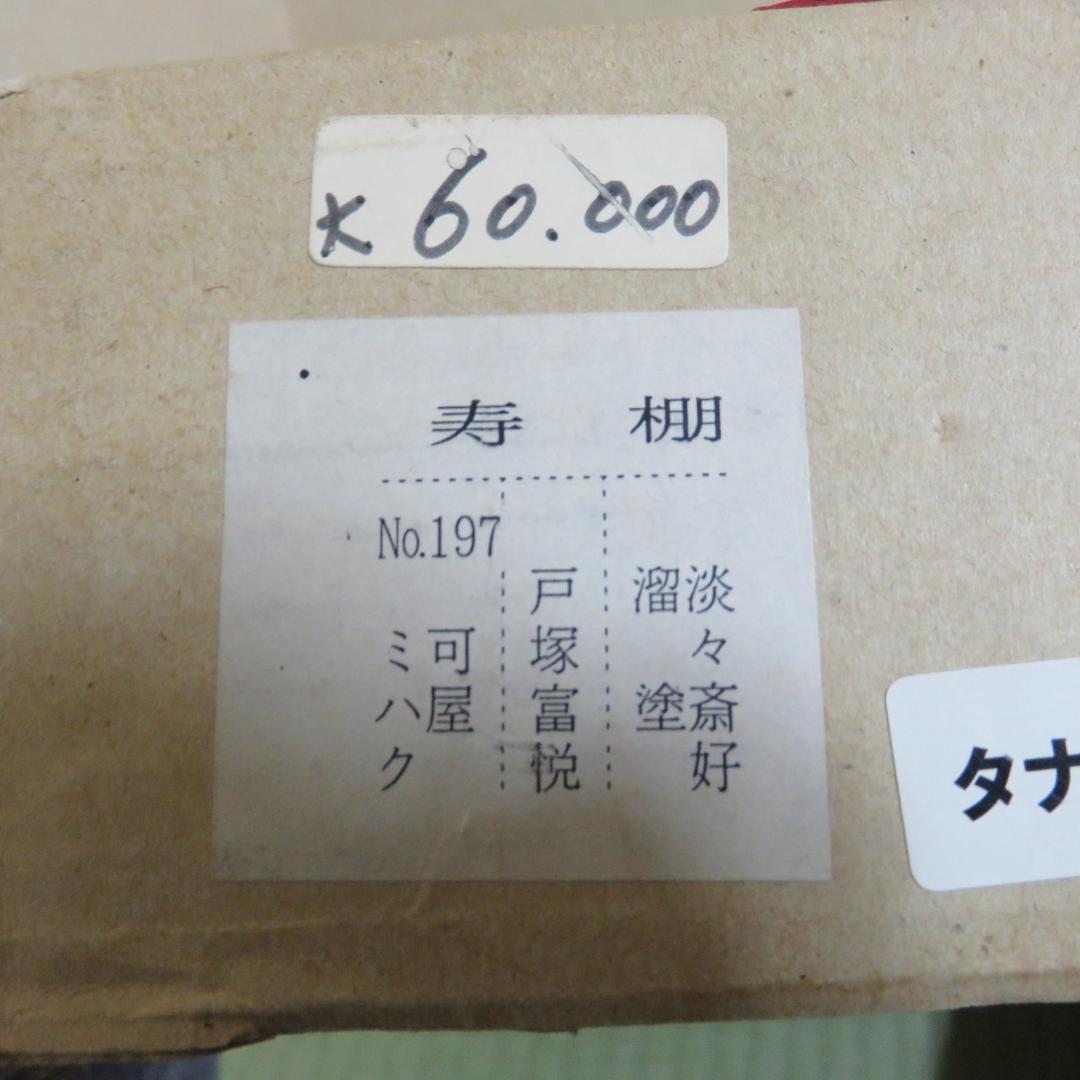 K 60.000
寿棚
淡々斎好
溜塗
戸塚富悦
No.197
可屋
ミハク
タナ